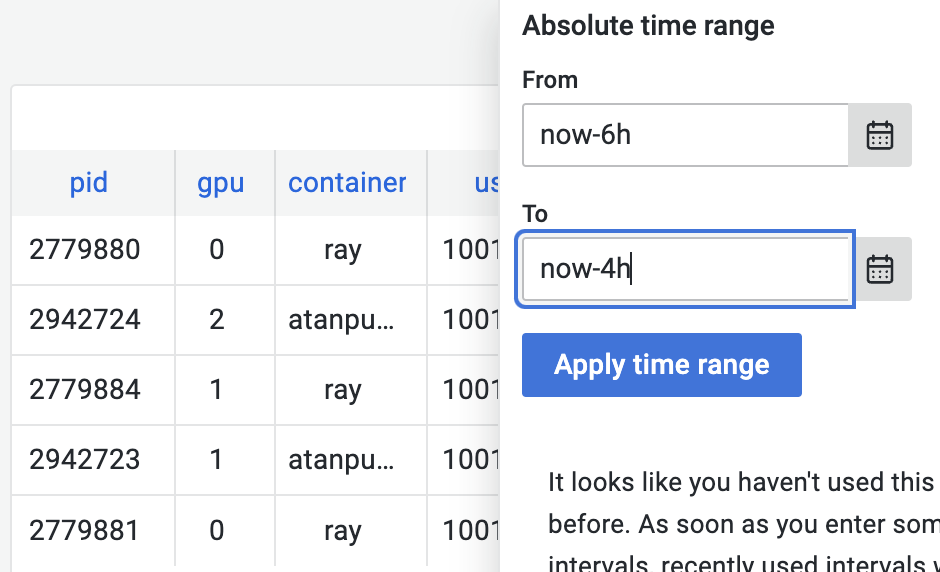 pid gpu container
2779880 0 ray 1001
2942724 2 atanpu... 1001
2779884 1 ray 1001
2942723 1 atanpu... 1001
2779881 0 ray 1001
Absolute time range
From
now-6h
To
now-4h
Apply time range
It looks like you haven't used this
before. As soon as you enter som
intervals, recently used intervals